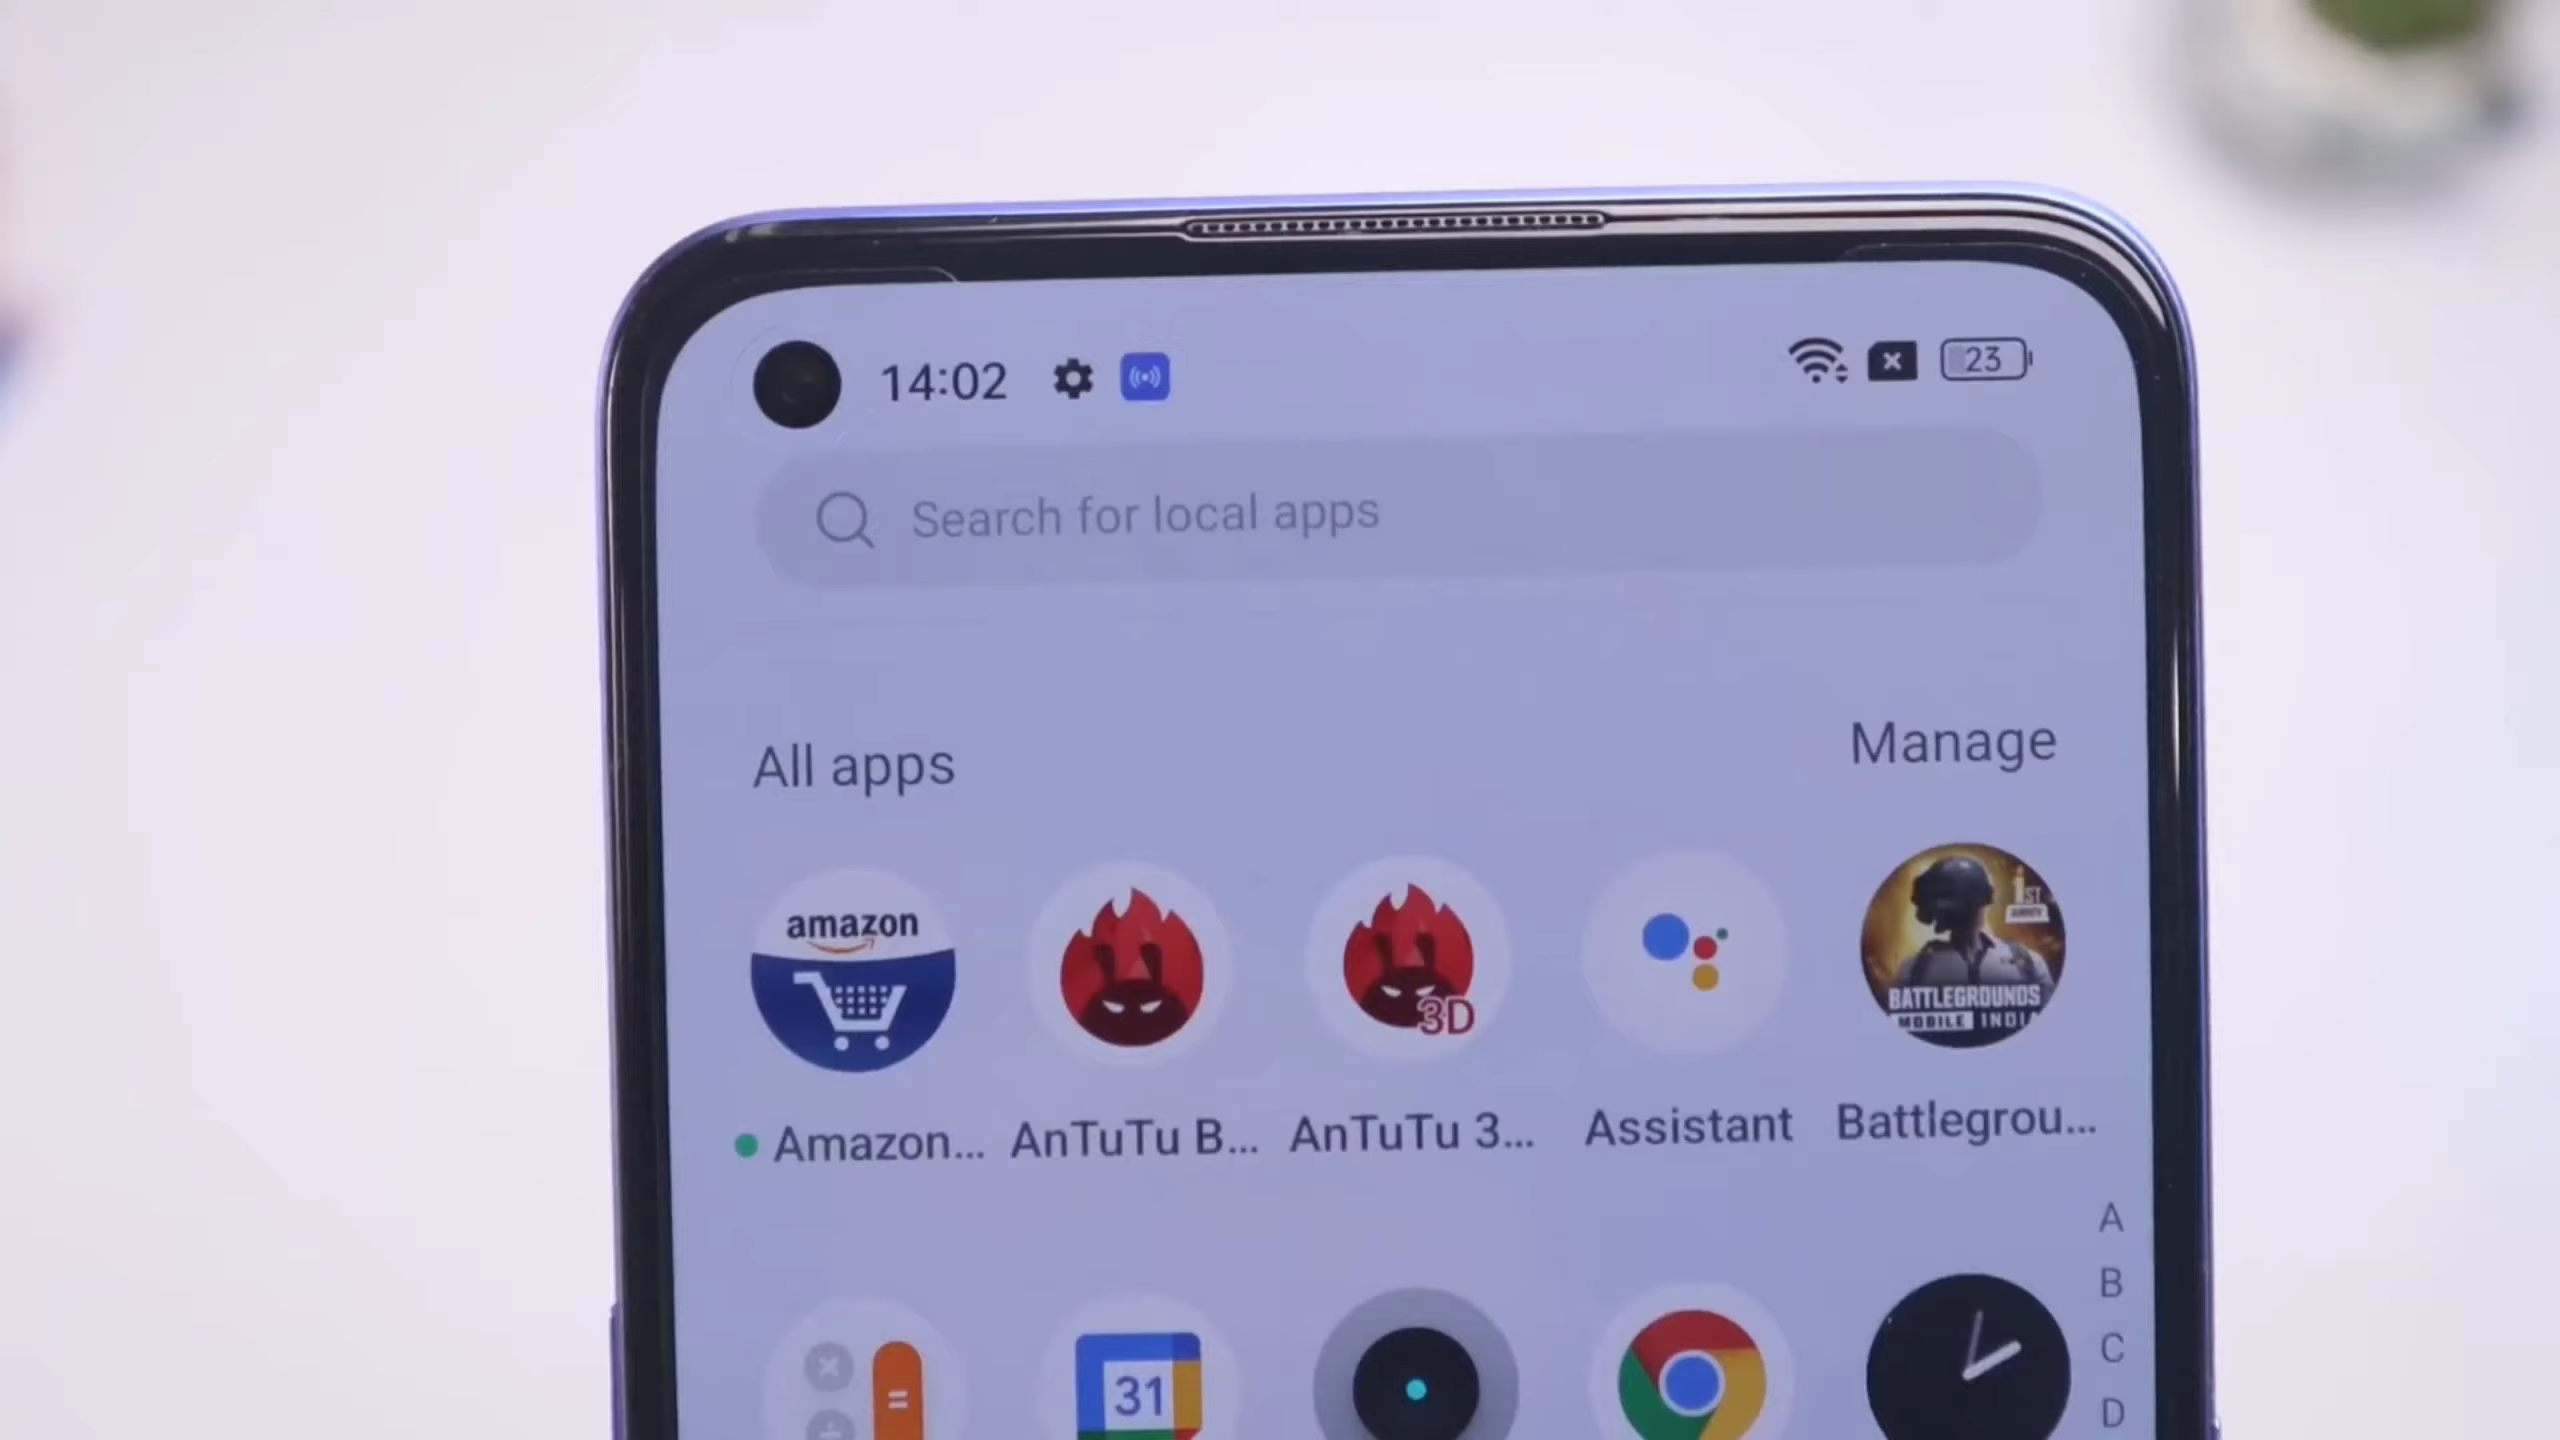 14:02 23
Search for local apps
All apps Manage
amazon
3D
1ST
BATTLEGROUNDS
MOBILE INDIA
Amazon... AnTuTu B... AnTuTu 3... Assistant Battlegrou...
A
B
=
31
C
D